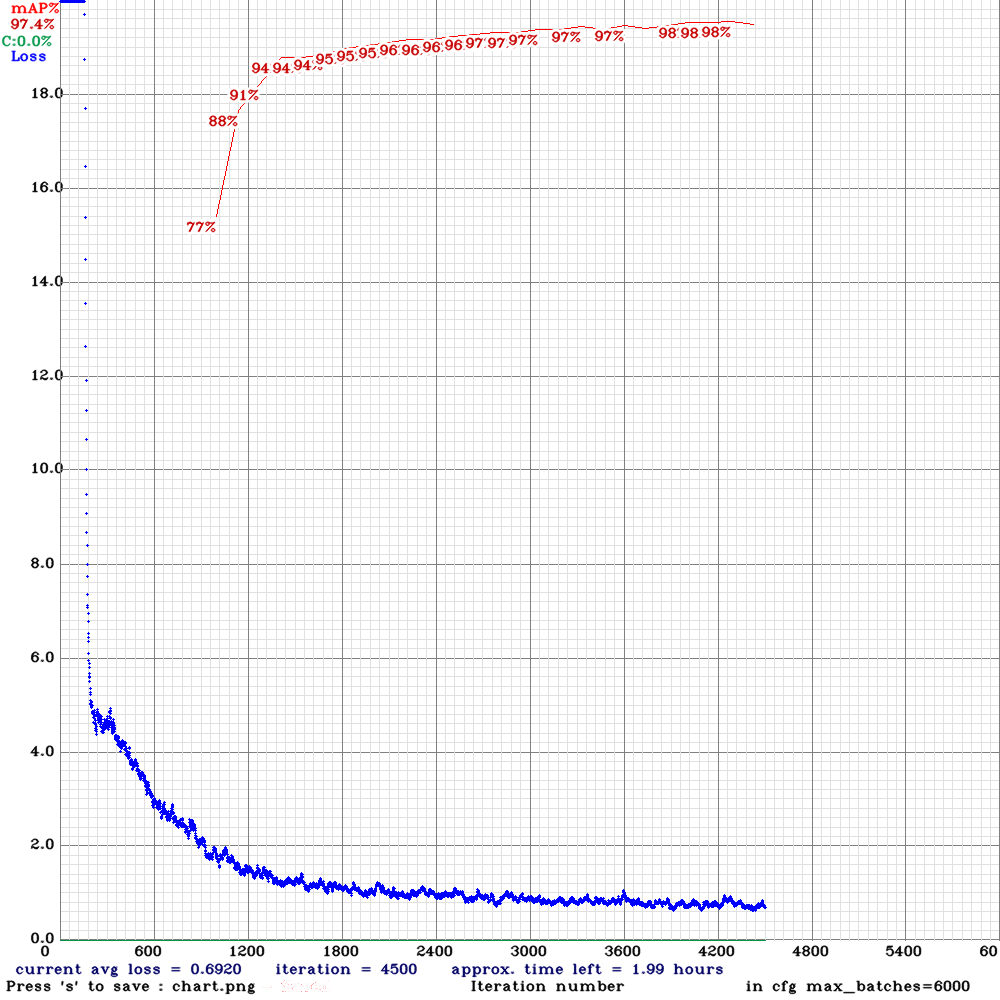 mAP%
97.4%
C:0.0%
Loss
77% 88% 91% 94 94 94% 95 95 95 96 96 96 96 97 97 97% 97% 97% 98 98 98%
18.0
16.0
14.0
12.0
10.0
8.0
6.0
4.0
2.0
0.0
0 600 1200 1800 2400 3000 3600 4200 4800 5400 60
current avg loss = 0.6920 iteration = 4500 approx. time left = 1.99 hours
Press 's' to save : chart.png Iteration number in cfg max_batches=6000